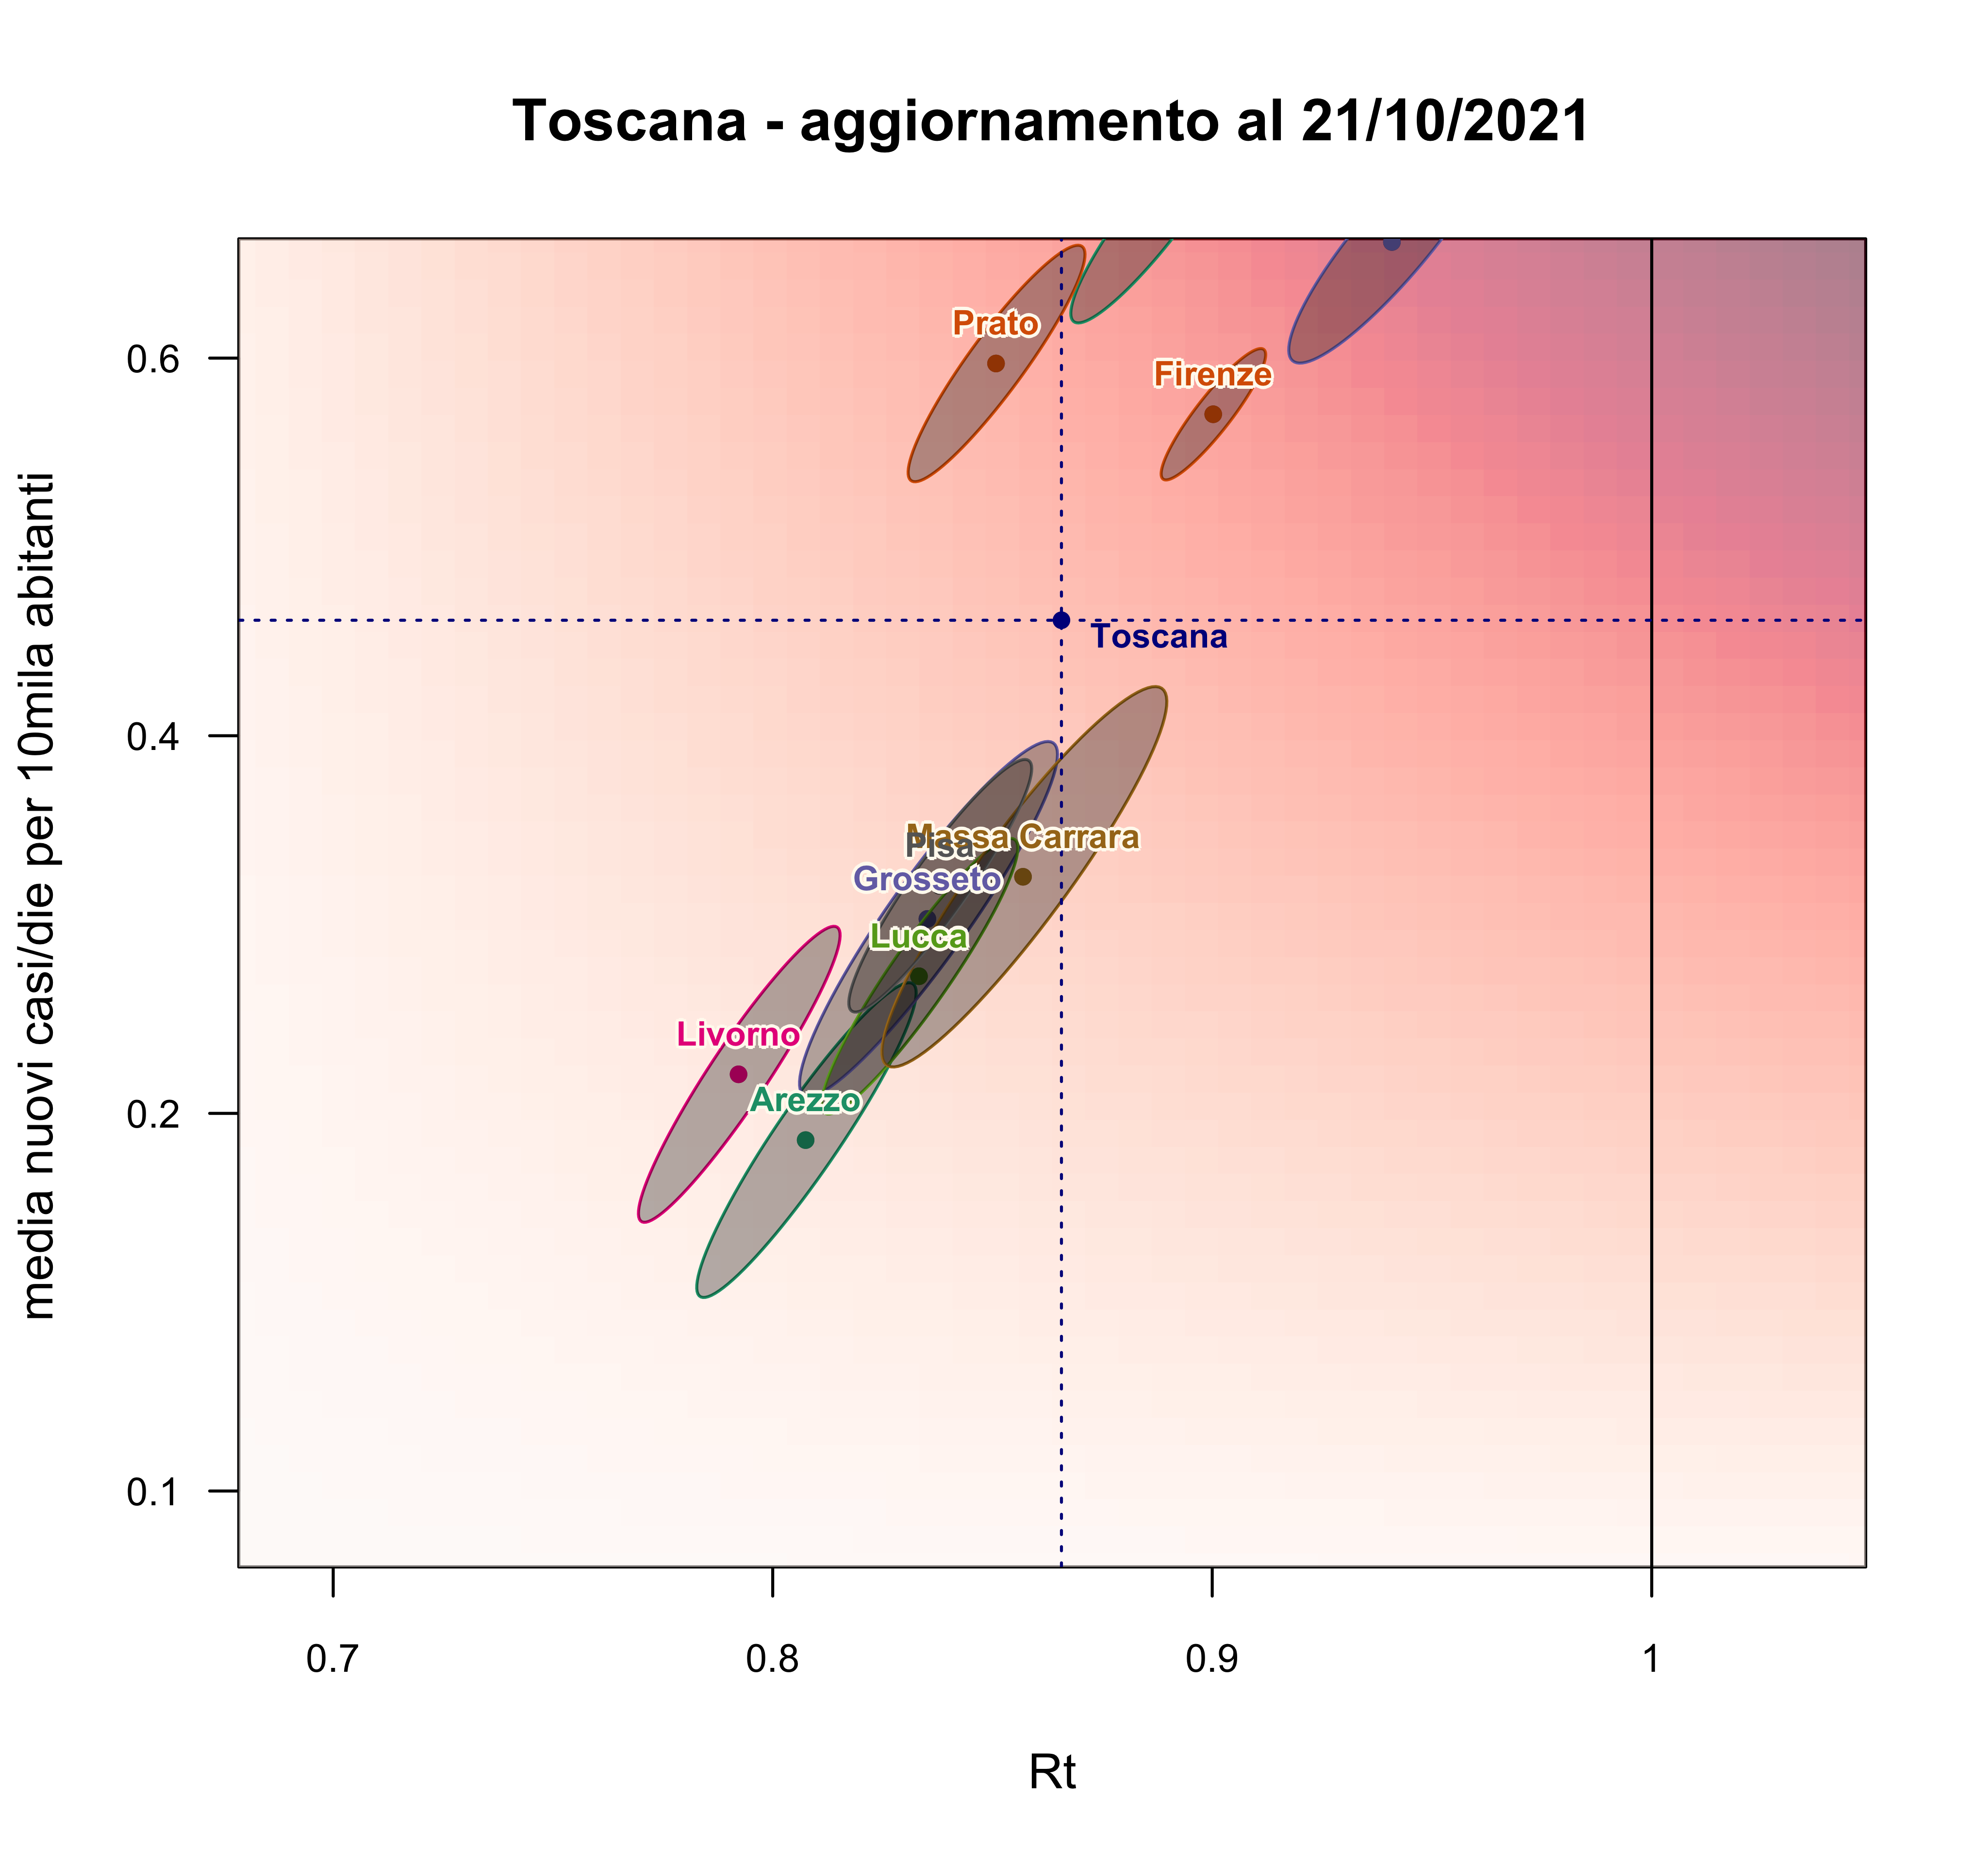 Toscana - aggiornamento al 21/10/2021
media nuovi casi/die per 10mila abitanti
0.6
0.4
0.2
0.1
Prato
Firenze
Toscana
Massa Carrara
Pisa
Grosseto
Lucca
Livorno
Arezzo
0.7 0.8 0.9 1
Rt